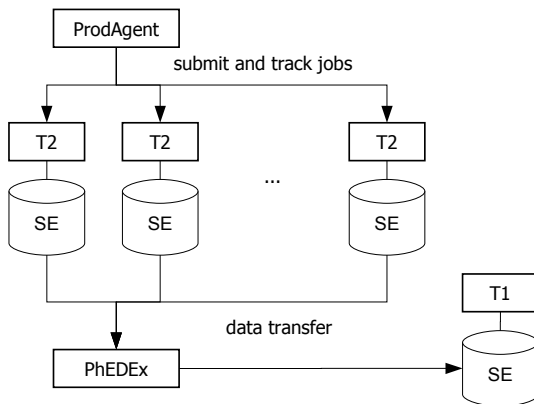 ProdAgent
submit and track jobs
T2 T2 T2
...
SE SE SE
T1
data transfer
PhEDEx
SE